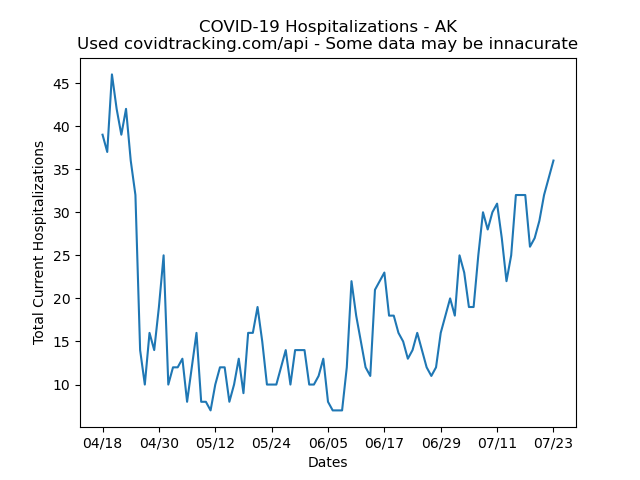 COVID-19 Hospitalizations - AK
Used covidtracking.com/api - Some data may be innacurate
45
40
35
30
25
20
15
10
Total Current Hospitalizations
04/18 04/30 05/12 05/24 06/05 06/17 06/29 07/11 07/23
Dates